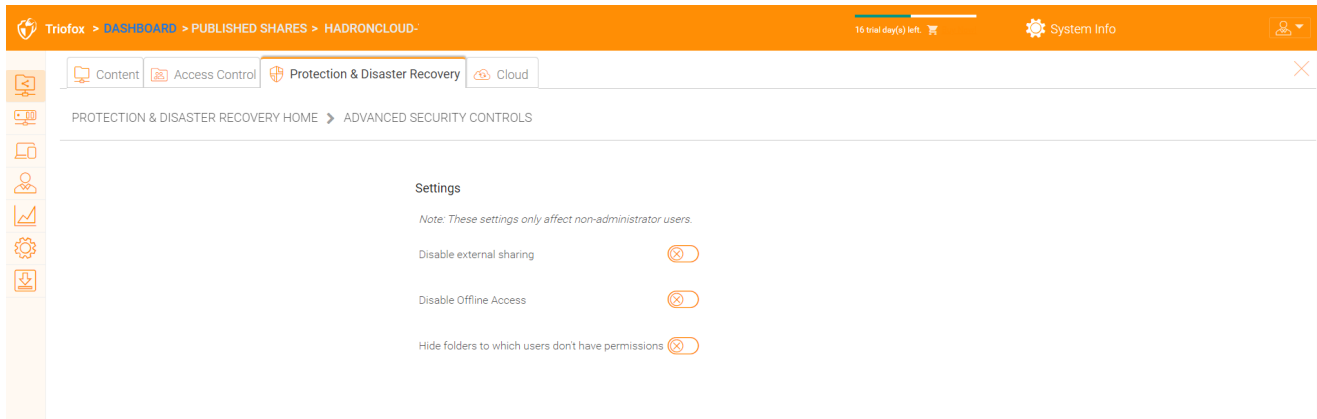 Triofox > DASHBOARD > PUBLISHED SHARES > HADRONCLOUD-
16 trial day(s) left.
System Info
Content
Access Control
Protection & Disaster Recovery
Cloud
PROTECTION & DISASTER RECOVERY HOME > ADVANCED SECURITY CONTROLS
Settings
Note: These settings only affect non-administrator users.
Disable external sharing
Disable Offline Access
Hide folders to which users don't have permissions